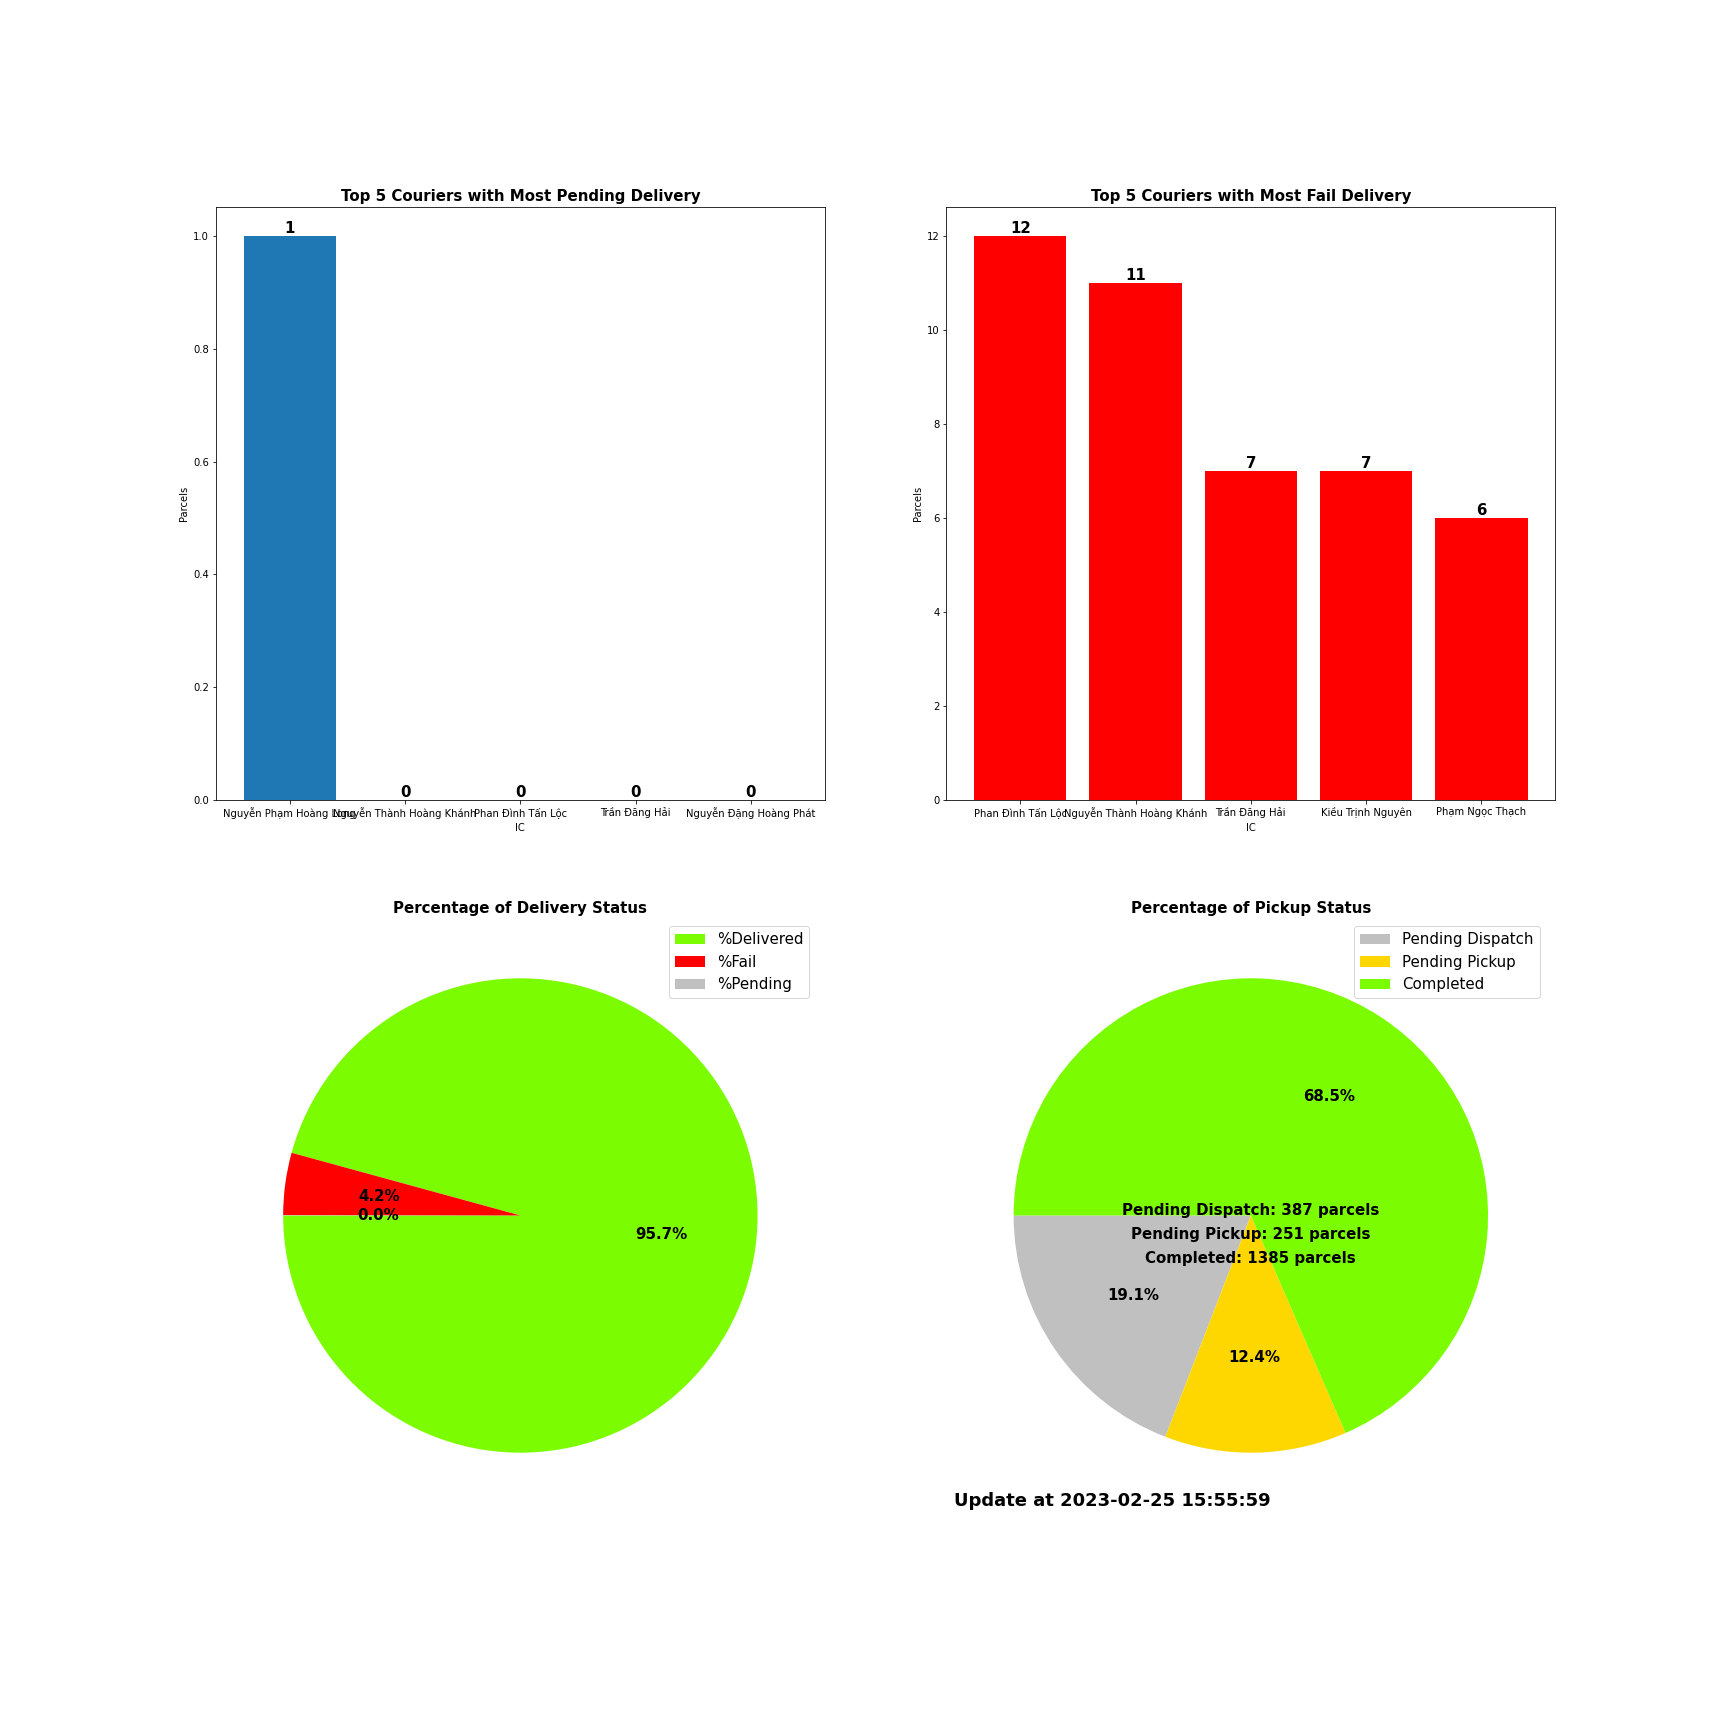 Top 5 Couriers with Most Pending Delivery
1
1.0
0.8
0.6
0.4
0.2
0.0
Parcels
0
0
0
0
Nguyễn Phạm Hoàng Long
Nguyễn Thành Hoàng Khánh
Phan Đình Tấn Lộc
Trần Đăng Hải
Nguyễn Đặng Hoàng Phát
IC
Top 5 Couriers with Most Fail Delivery
12
11
7
7
6
12
10
8
6
4
2
0
Parcels
Phan Đình Tấn Lộc
Nguyễn Thành Hoàng Khánh
Trần Đăng Hải
Kiều Trịnh Nguyên
Phạm Ngọc Thạch
IC
Percentage of Delivery Status
%Delivered
%Fail
%Pending
4.2%
0.0%
95.7%
Percentage of Pickup Status
Pending Dispatch
Pending Pickup
Completed
68.5%
Pending Dispatch: 387 parcels
Pending Pickup: 251 parcels
Completed: 1385 parcels
19.1%
12.4%
Update at 2023-02-25 15:55:59